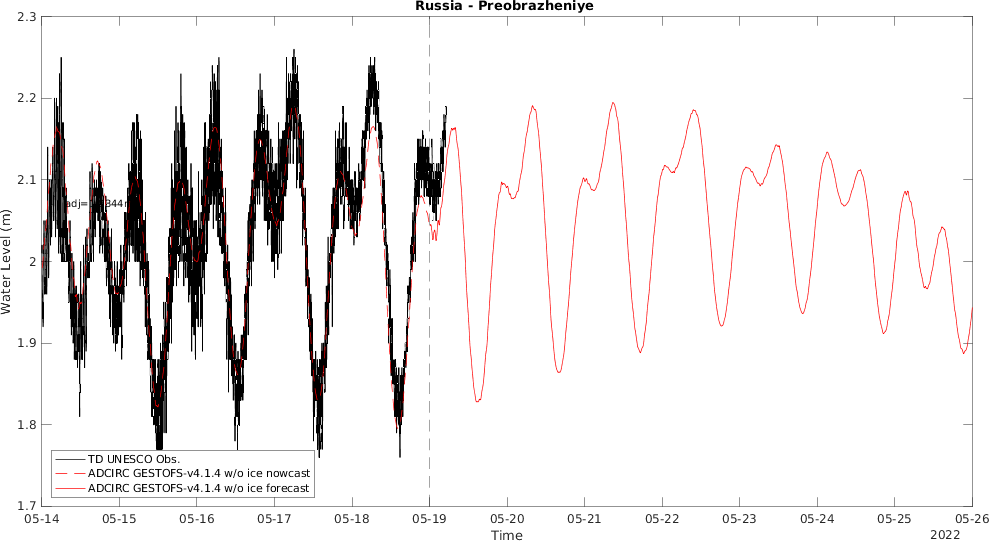 Russia - Preobrazheniye
2.3
2.2
2.1
2
1.9
1.8
1.7
Water Level (m)
TD UNESCO Obs.
ADCIRC GESTOFS-v4.1.4 w/o ice nowcast
ADCIRC GESTOFS-v4.1.4 w/o ice forecast
05-14 05-15 05-16 05-17 05-18 05-19 05-20 05-21 05-22 05-23 05-24 05-25 05-26
Time
2022